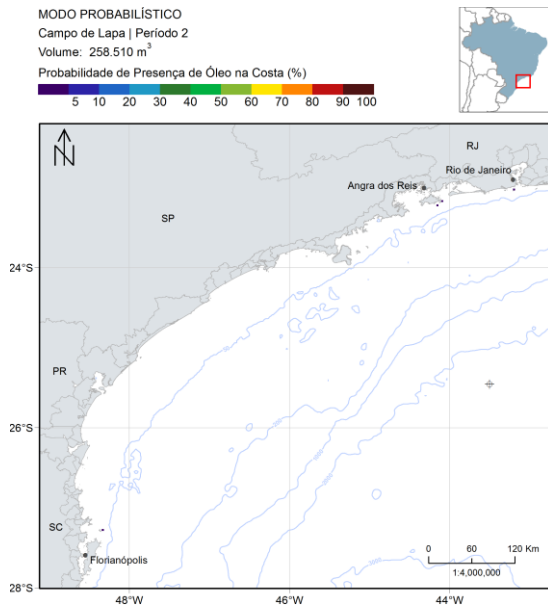 MODO PROBABILÍSTICO
Campo de Lapa | Período 2
Volume: 258.510 m³
Probabilidade de Presença de Óleo na Costa (%)
5 10 20 30 40 50 60 70 80 90 100
N
RJ
Rio de Janeiro
Angra dos Reis
SP
24°S
PR
26°S
SC
Florianópolis
0 60 120 Km
1:4,000,000
28°S
48°W 46°W 44°W